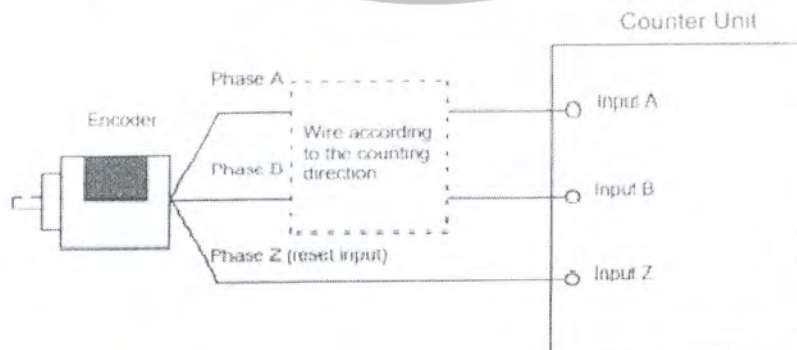 Counter Unit
Phase A
Input A
Encoder
Wire according
to the counting
direction
Phase B
Input B
Phase Z (reset input)
Input Z